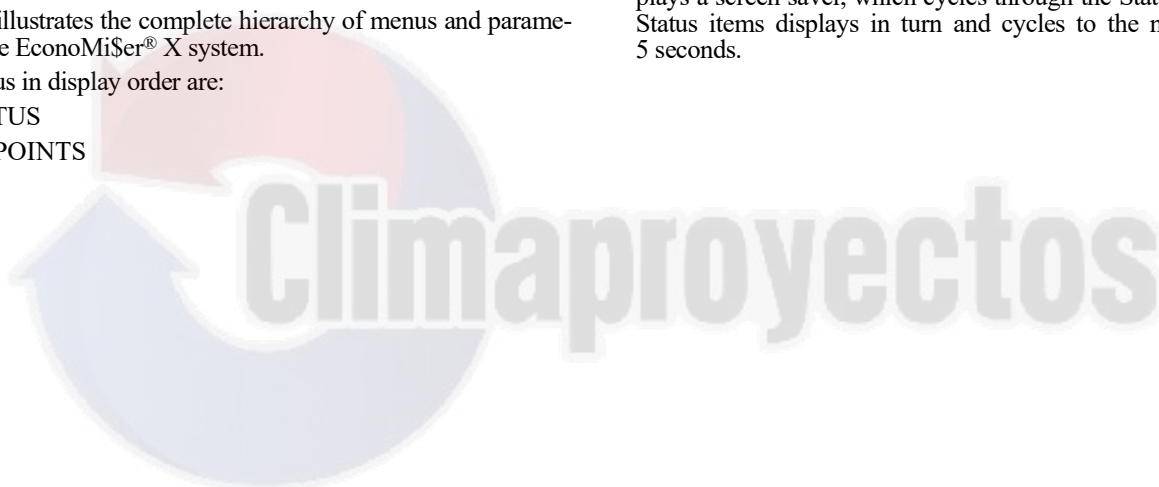 illustrates the complete hierarchy of menus and parame-
e EconoMi$er® X system.
us in display order are:
TUS
POINTS
plays a screen saver, which cycles through the Stat
Status items displays in turn and cycles to the
5 seconds.
Climaproyectos